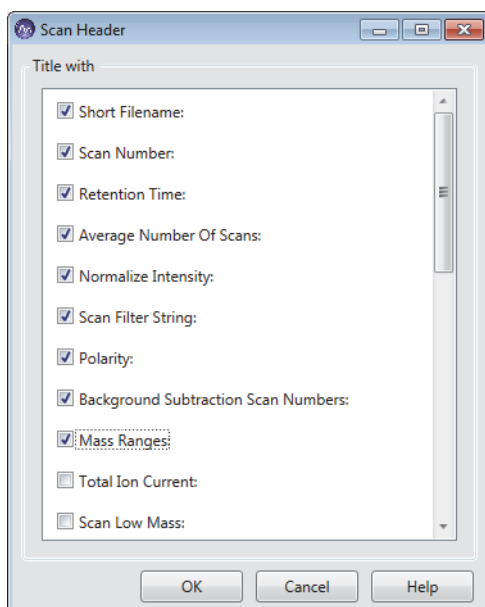 Scan Header
Title with
Short Filename:
Scan Number:
Retention Time:
Average Number Of Scans:
Normalize Intensity:
Scan Filter String:
Polarity:
Background Subtraction Scan Numbers:
Mass Ranges
Total Ion Current:
Scan Low Mass:
OK Cancel Help